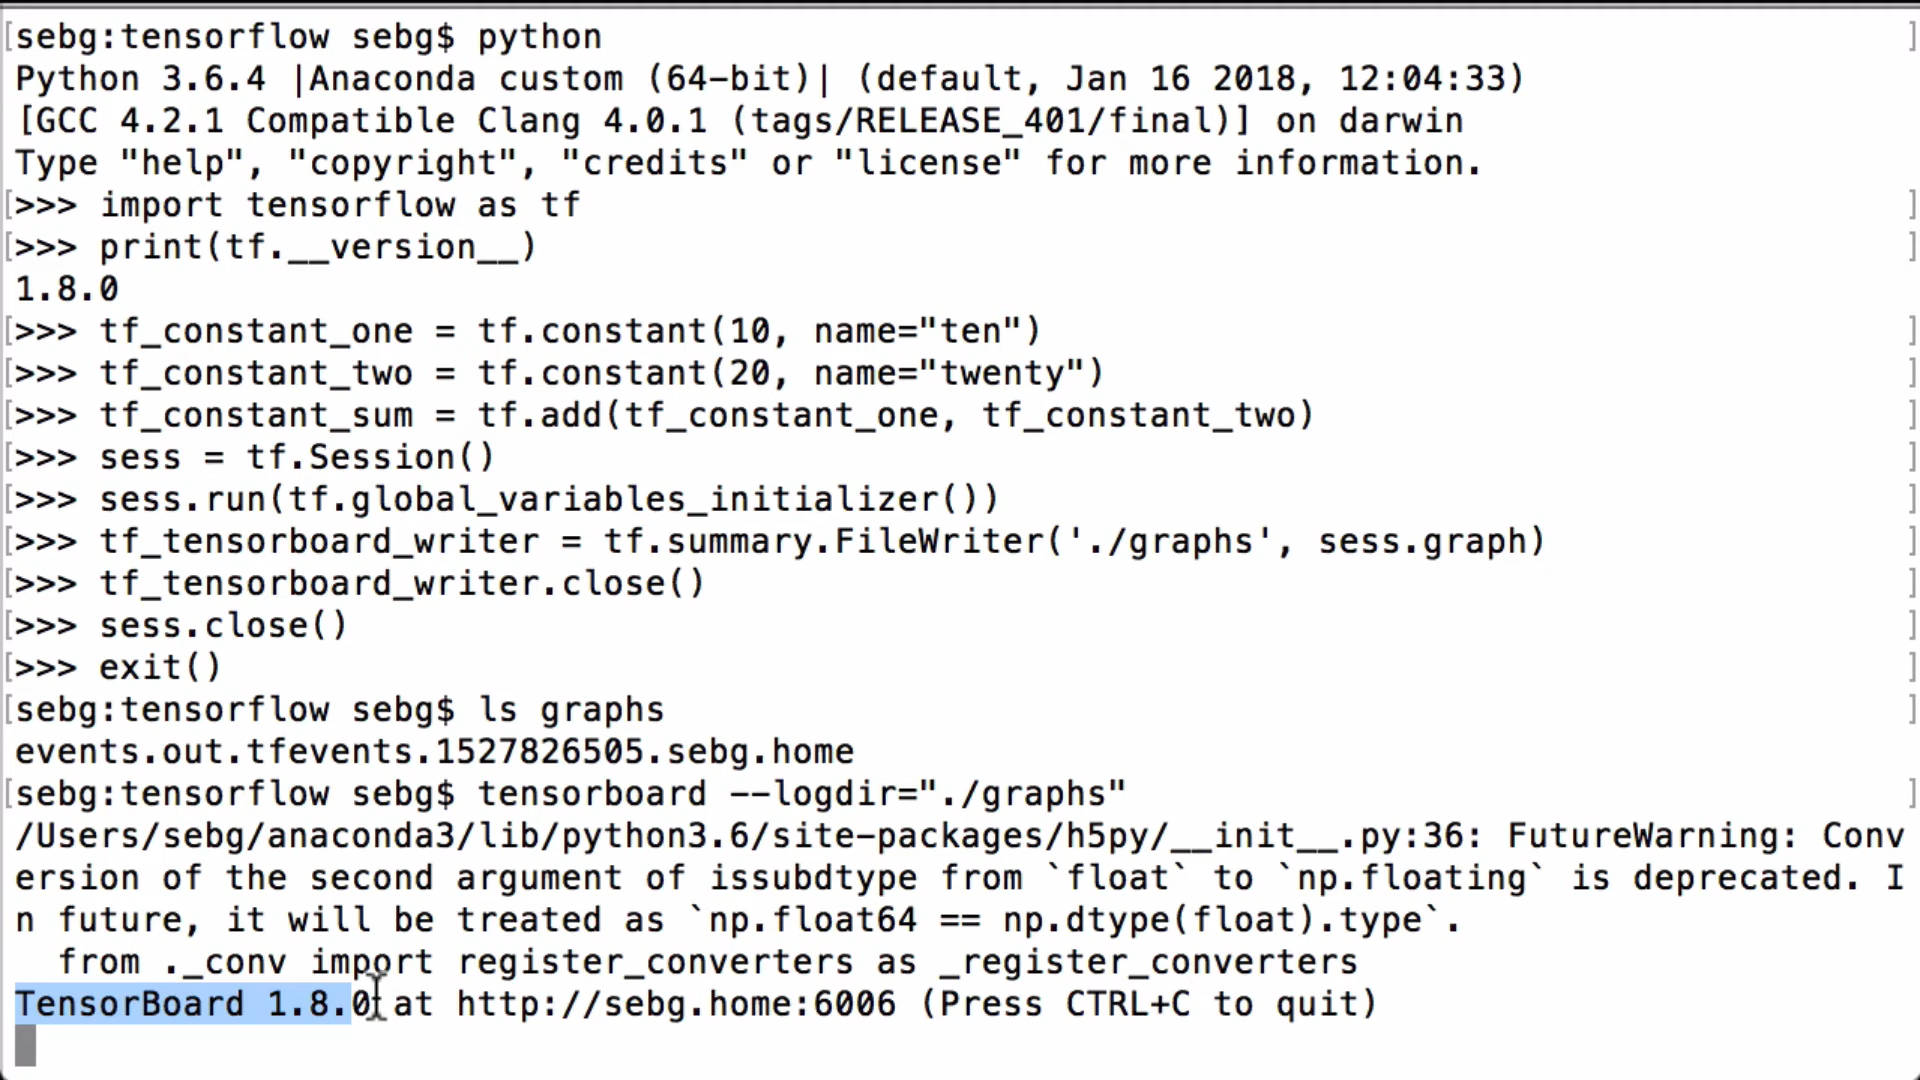 [sebg:tensorflow sebg$ python ]
Python 3.6.4 |Anaconda custom (64-bit)| (default, Jan 16 2018, 12:04:33)
[GCC 4.2.1 Compatible Clang 4.0.1 (tags/RELEASE_401/final)] on darwin
Type "help", "copyright", "credits" or "license" for more information.
[>>> import tensorflow as tf ]
[>>> print(tf.__version__) ]
1.8.0
[>>> tf_constant_one = tf.constant(10, name="ten") ]
[>>> tf_constant_two = tf.constant(20, name="twenty") ]
[>>> tf_constant_sum = tf.add(tf_constant_one, tf_constant_two) ]
[>>> sess = tf.Session() ]
[>>> sess.run(tf.global_variables_initializer()) ]
[>>> tf_tensorboard_writer = tf.summary.FileWriter('./graphs', sess.graph) ]
[>>> tf_tensorboard_writer.close() ]
[>>> sess.close() ]
[>>> exit() ]
[sebg:tensorflow sebg$ ls graphs ]
events.out.tfevents.1527826505.sebg.home
[sebg:tensorflow sebg$ tensorboard --logdir="./graphs" ]
/Users/sebg/anaconda3/lib/python3.6/site-packages/h5py/__init__.py:36: FutureWarning: Conv
ersion of the second argument of issubdtype from `float` to `np.floating` is deprecated. I
n future, it will be treated as `np.float64 == np.dtype(float).type`.
  from ._conv import register_converters as _register_converters
TensorBoard 1.8.0 at http://sebg.home:6006 (Press CTRL+C to quit)